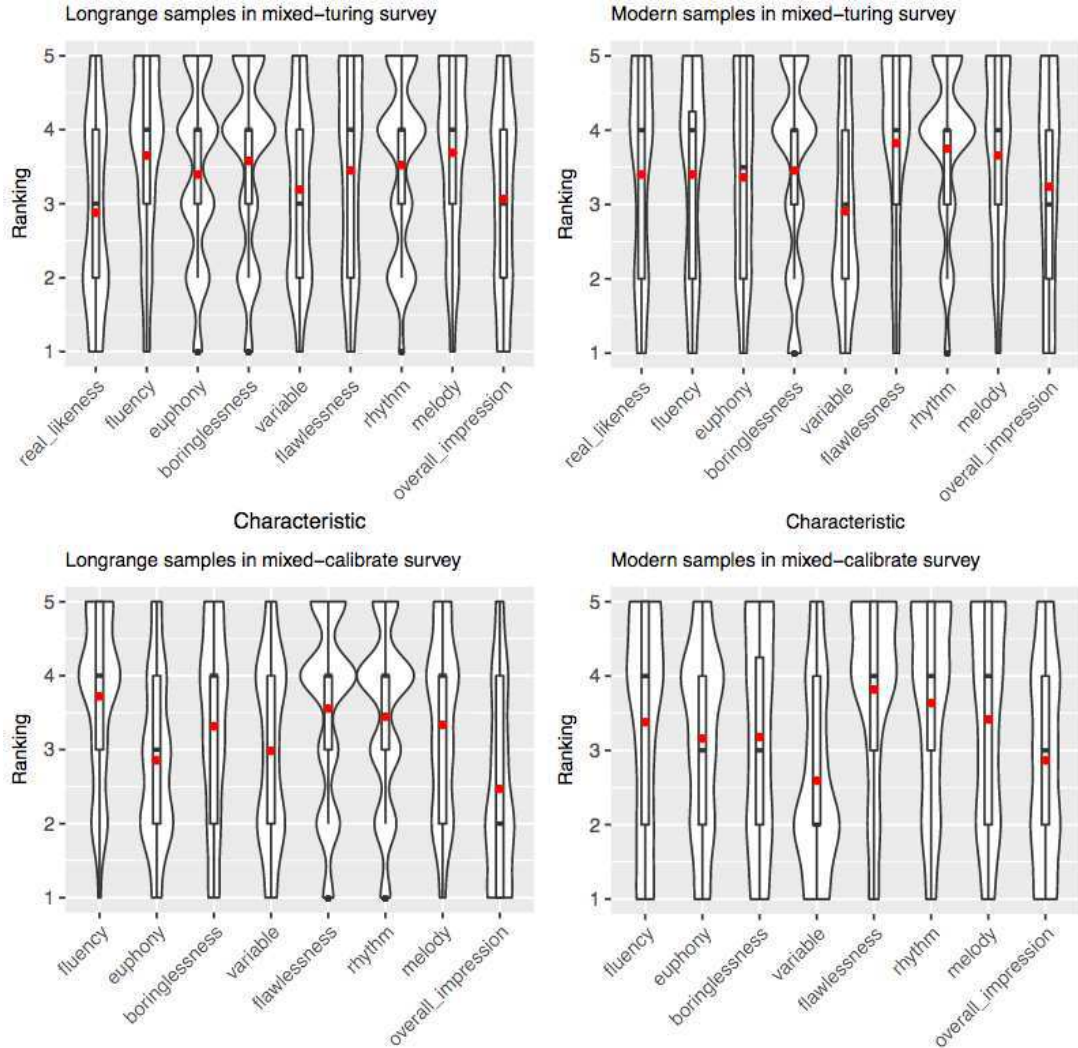 Longrange samples in mixed−turing survey
Ranking
5
4
3
2
1
real_likeness
fluency
euphony
boringlessness
variable
flawlessness
rhythm
melody
overall_impression
Characteristic
Modern samples in mixed−turing survey
Ranking
5
4
3
2
1
real_likeness
fluency
euphony
boringlessness
variable
flawlessness
rhythm
melody
overall_impression
Characteristic
Longrange samples in mixed−calibrate survey
Ranking
5
4
3
2
1
fluency
euphony
boringlessness
variable
flawlessness
rhythm
melody
overall_impression
Modern samples in mixed−calibrate survey
Ranking
5
4
3
2
1
fluency
euphony
boringlessness
variable
flawlessness
rhythm
melody
overall_impression